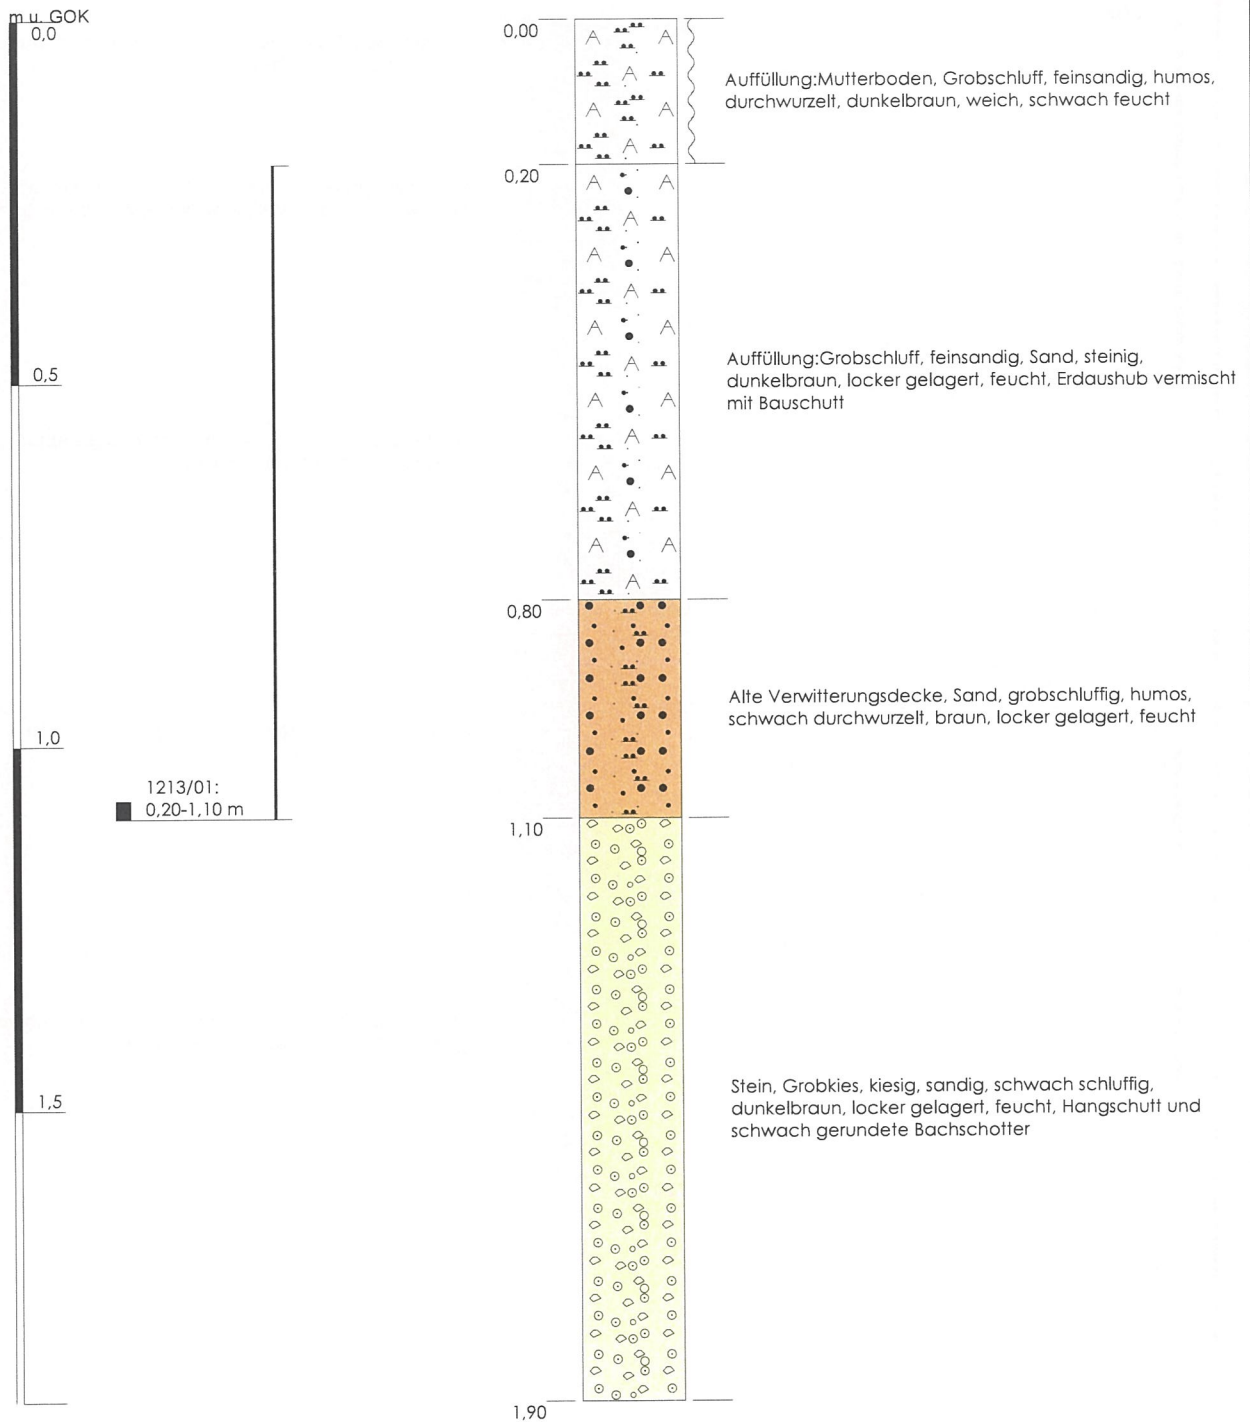 m u. GOK
0,0
0,00
Auffüllung:Mutterboden, Grobschluff, feinsandig, humos,
durchwurzelt, dunkelbraun, weich, schwach feucht
0,20
0,5
Auffüllung:Grobschluff, feinsandig, Sand, steinig,
dunkelbraun, locker gelagert, feucht, Erdaushub vermischt
mit Bauschutt
0,80
Alte Verwitterungsdecke, Sand, grobschluffig, humos,
schwach durchwurzelt, braun, locker gelagert, feucht
1,0
1213/01:
0,20-1,10 m
1,10
1,5
Stein, Grobkies, kiesig, sandig, schwach schluffig,
dunkelbraun, locker gelagert, feucht, Hangschutt und
schwach gerundete Bachschotter
1,90